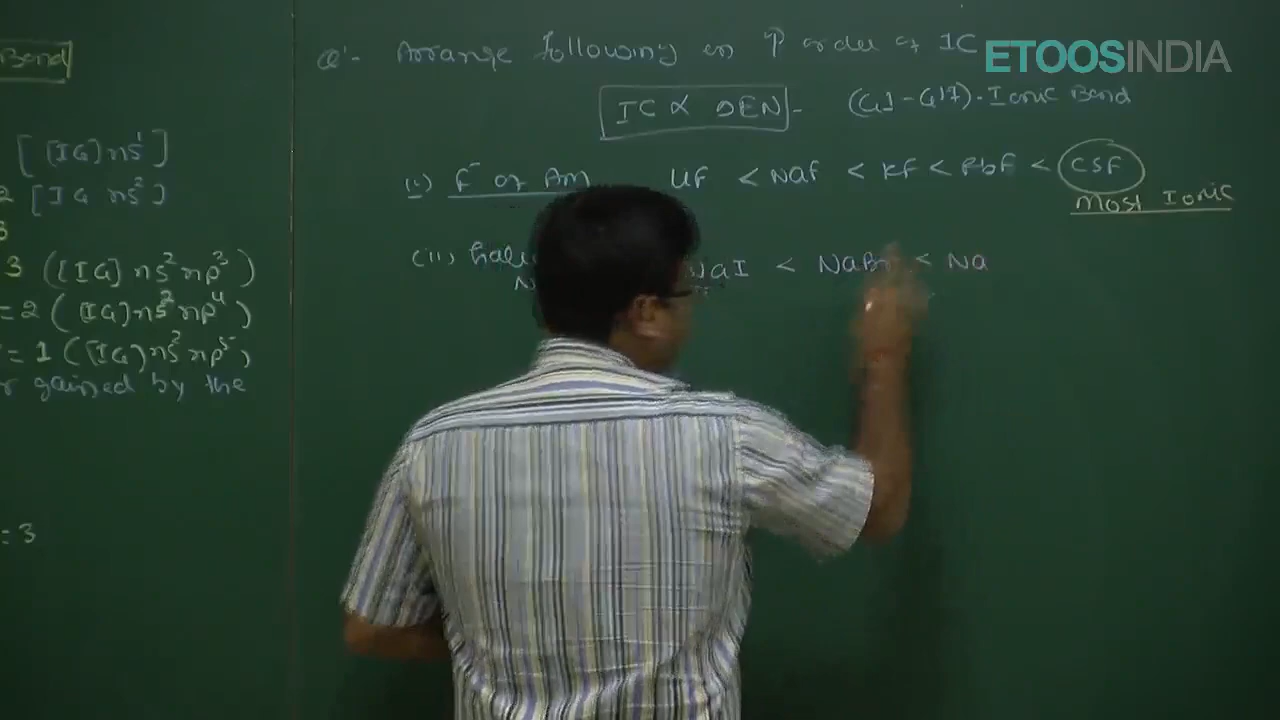 Bond
[[IG] ns¹]
2 [IG ns²]
3 ([IG] ns² np³)
= 2 ([IG] ns² np⁴)
= 1 ([IG] ns² np⁵)
gained by the
= 3
Q'- Arrange following in ↑ order of IC
ETOOSINDIA
IC ∝ ΔEN - (G1-G17)-Ionic Bond
(i) F⁻ of AM LiF < NaF < KF < RbF < CsF
Most Ionic
(ii) NaI < NaBr < Na